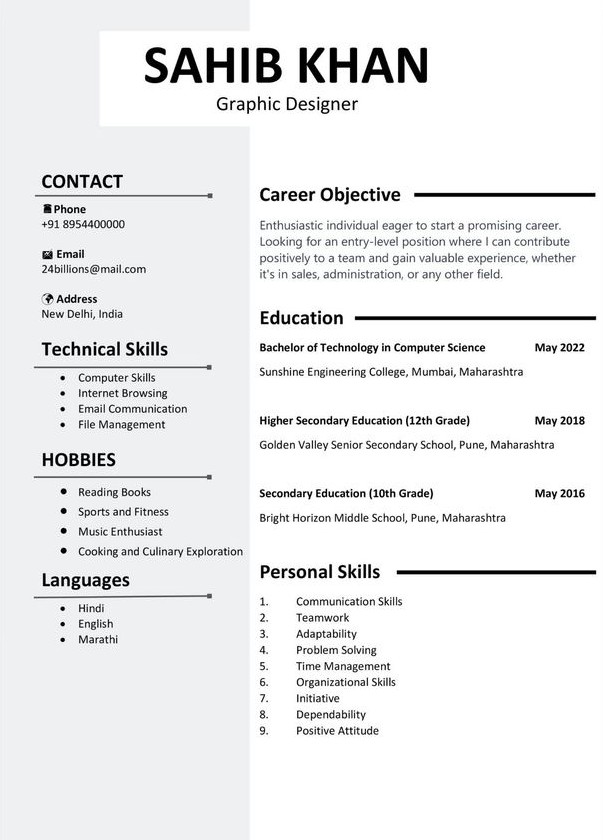 SAHIB KHAN
Graphic Designer
CONTACT
Phone
+91 8954400000
Email
24billions@mail.com
Address
New Delhi, India
Technical Skills
• Computer Skills
• Internet Browsing
• Email Communication
• File Management
HOBBIES
• Reading Books
• Sports and Fitness
• Music Enthusiast
• Cooking and Culinary Exploration
Languages
• Hindi
• English
• Marathi
Career Objective
Enthusiastic individual eager to start a promising career.
Looking for an entry-level position where I can contribute
positively to a team and gain valuable experience, whether
it's in sales, administration, or any other field.
Education
Bachelor of Technology in Computer Science May 2022
Sunshine Engineering College, Mumbai, Maharashtra
Higher Secondary Education (12th Grade) May 2018
Golden Valley Senior Secondary School, Pune, Maharashtra
Secondary Education (10th Grade) May 2016
Bright Horizon Middle School, Pune, Maharashtra
Personal Skills
1. Communication Skills
2. Teamwork
3. Adaptability
4. Problem Solving
5. Time Management
6. Organizational Skills
7. Initiative
8. Dependability
9. Positive Attitude